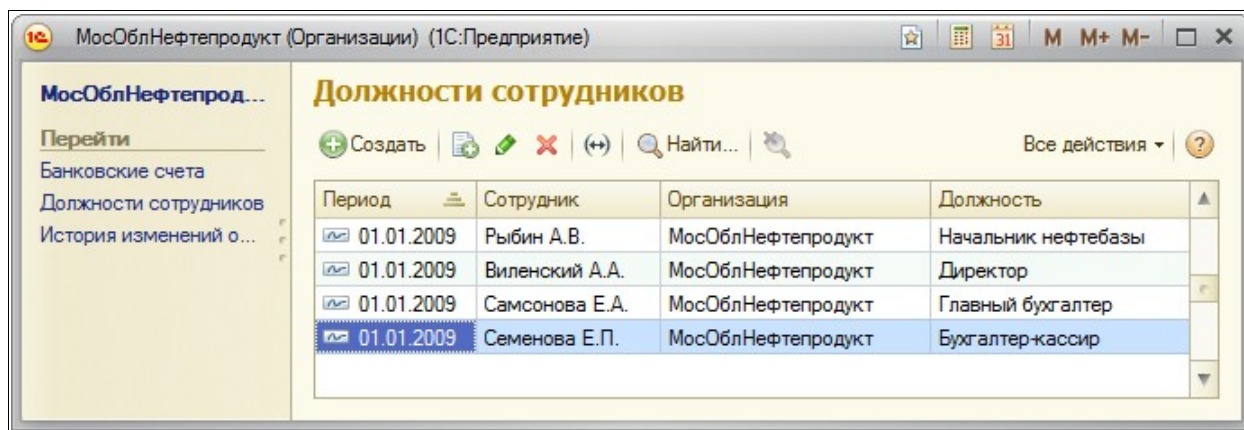 1С МосОблНефтепродукт (Организации) (1С:Предприятие) 31 M M+ M-
МосОблНефтепрод...
Перейти
Банковские счета
Должности сотрудников
История изменений о...
Должности сотрудников
Создать Найти... Все действия ?
Период Сотрудник Организация Должность
01.01.2009 Рыбин А.В. МосОблНефтепродукт Начальник нефтебазы
01.01.2009 Виленский А.А. МосОблНефтепродукт Директор
01.01.2009 Самсонова Е.А. МосОблНефтепродукт Главный бухгалтер
01.01.2009 Семенова Е.П. МосОблНефтепродукт Бухгалтер-кассир